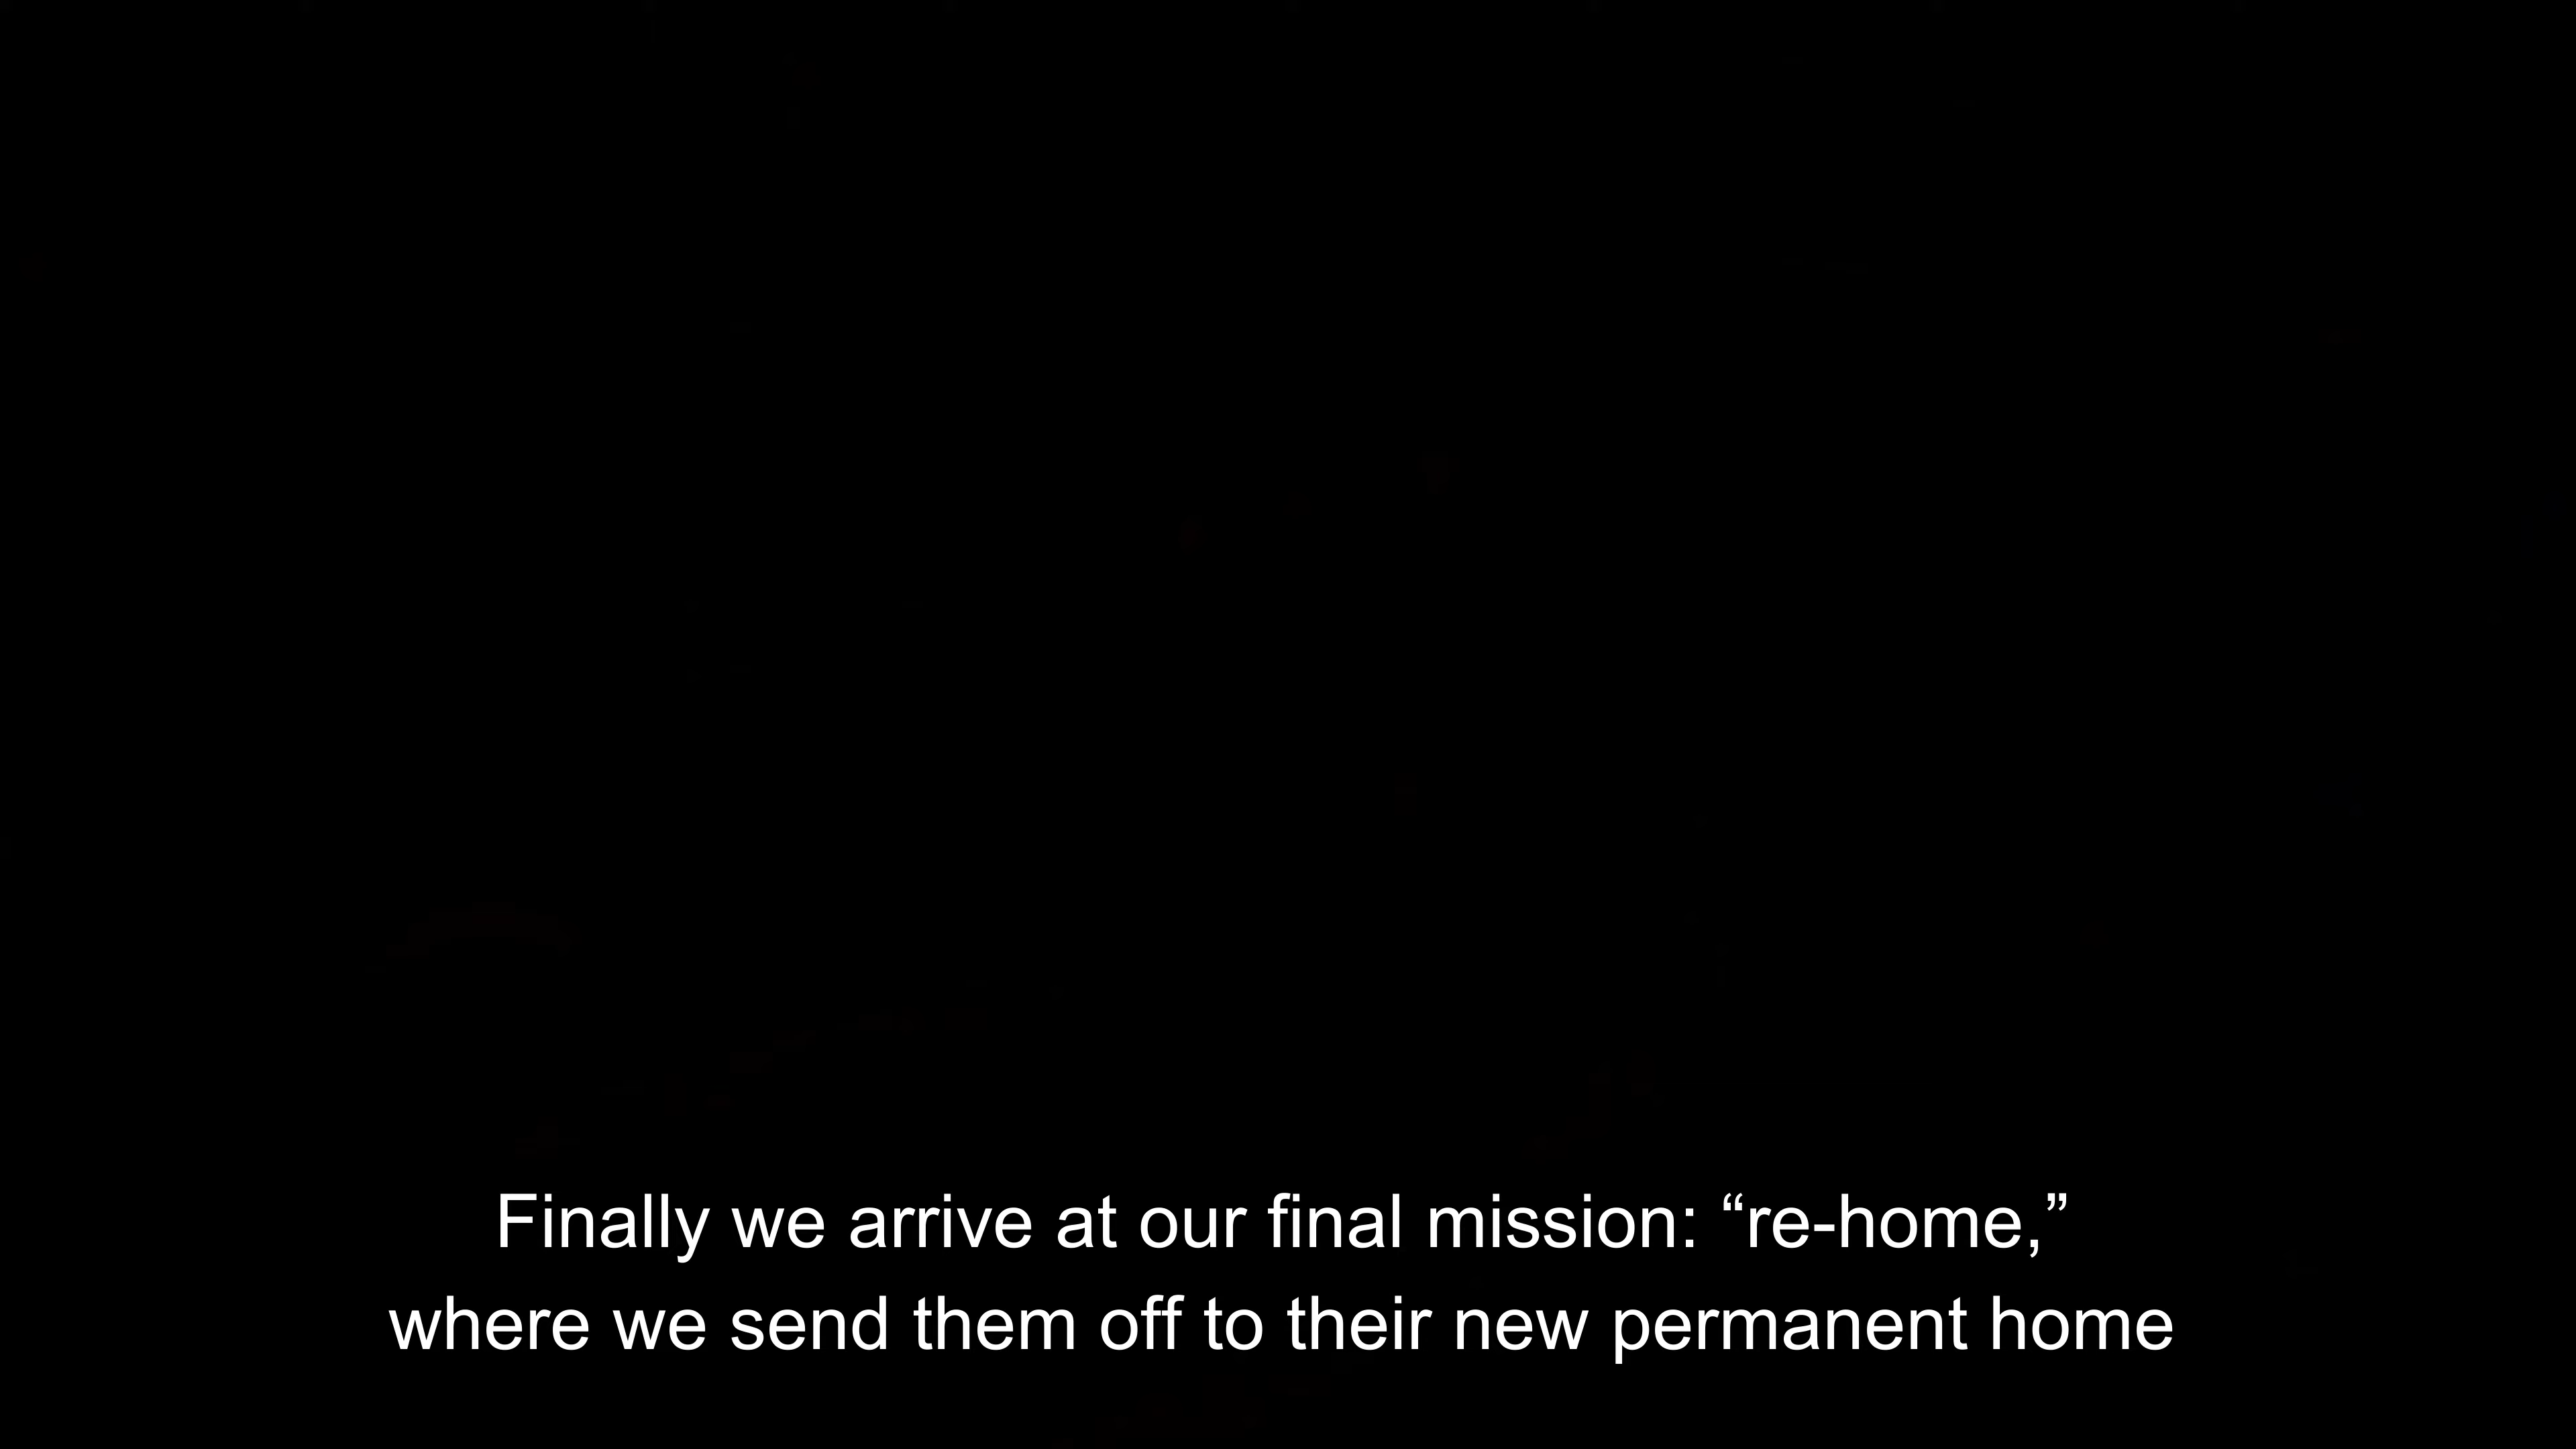 Finally we arrive at our final mission: “re-home,”
where we send them off to their new permanent home